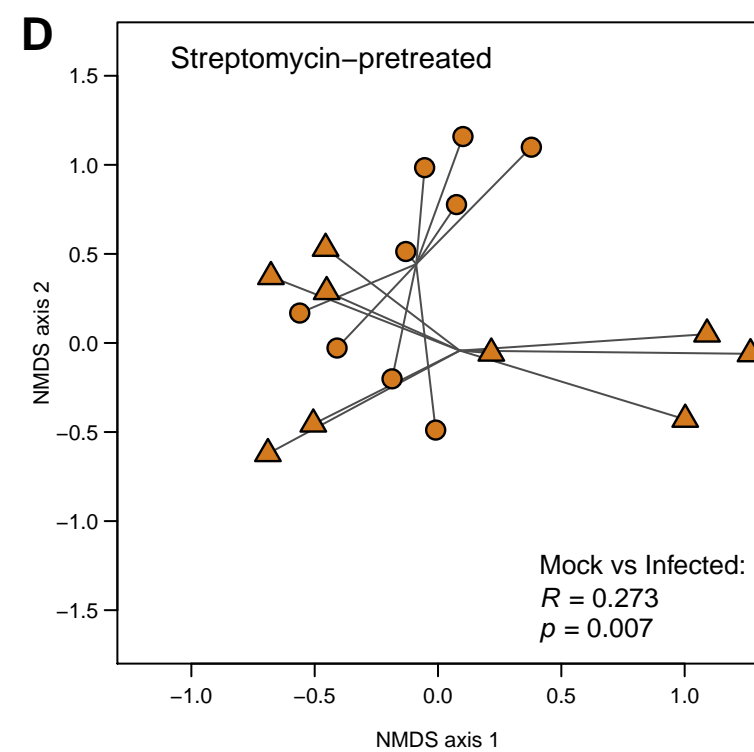 D
Streptomycin−pretreated
1.5
1.0
0.5
0.0
−0.5
−1.0
−1.5
NMDS axis 2
Mock vs Infected:
R = 0.273
p = 0.007
−1.0 −0.5 0.0 0.5 1.0
NMDS axis 1